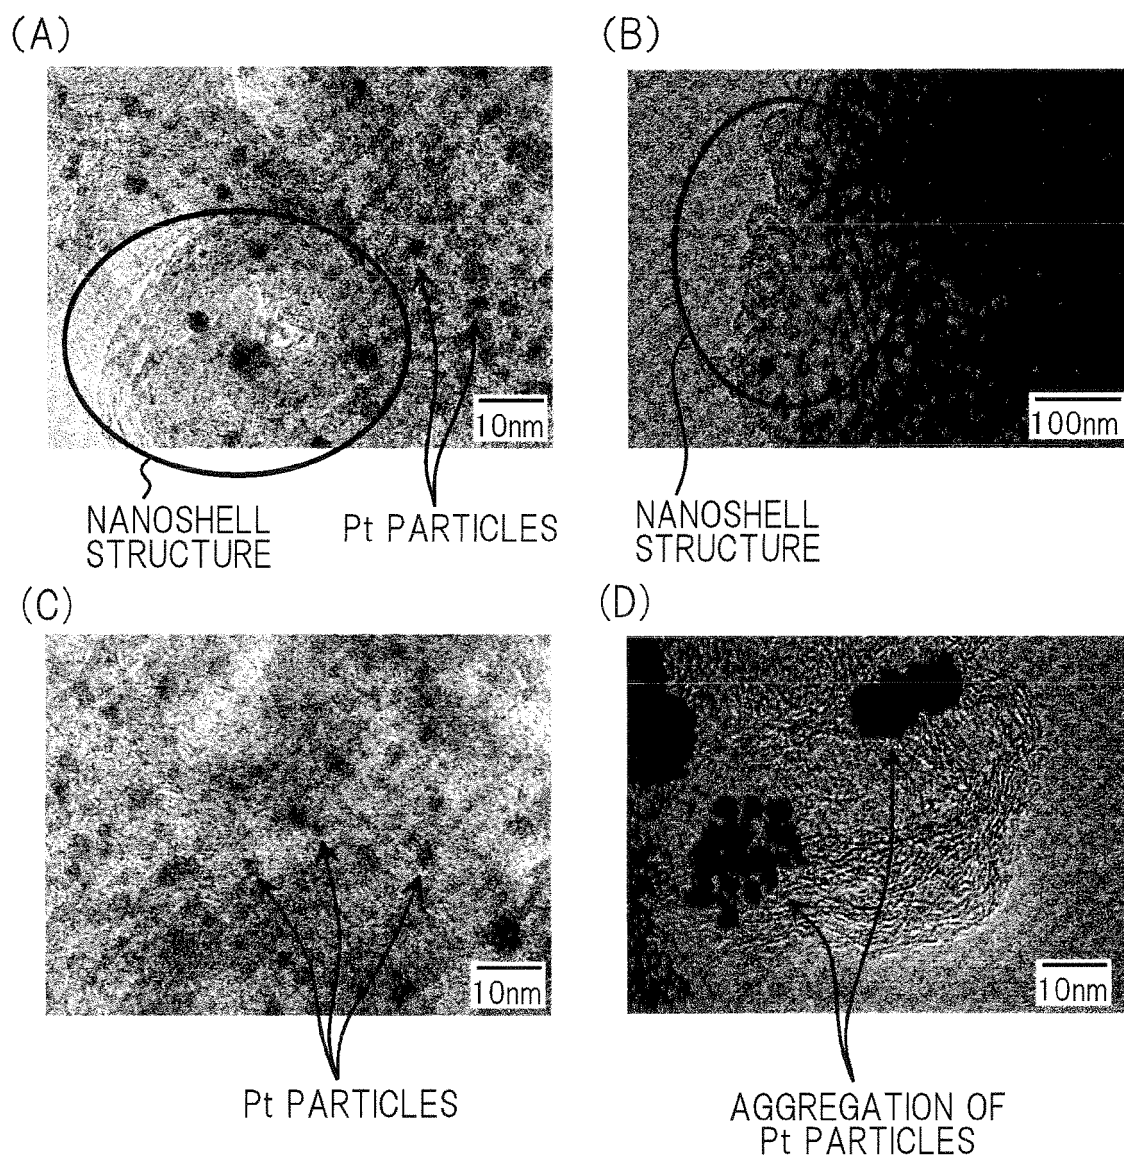 (A)
(B)
10nm
100nm
NANOSHELL
STRUCTURE
Pt PARTICLES
NANOSHELL
STRUCTURE
(C)
(D)
10nm
10nm
Pt PARTICLES
AGGREGATION OF
Pt PARTICLES